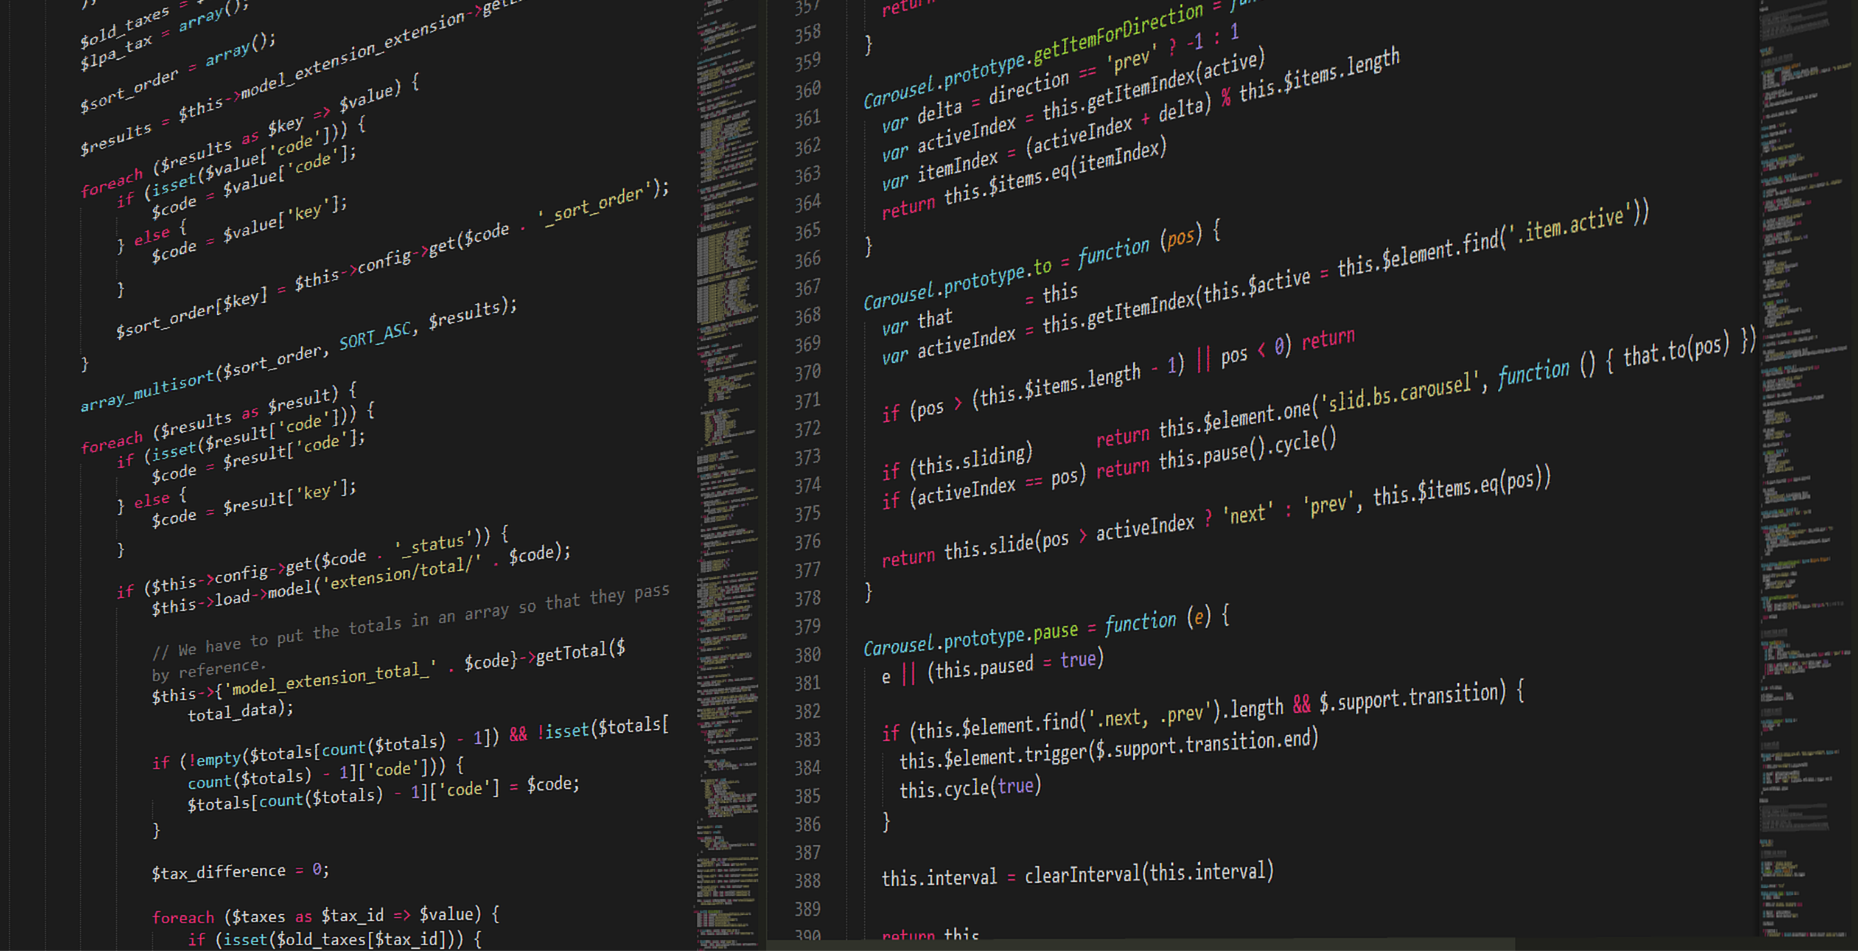 $old_taxes = $
$lpa_tax = array();
$sort_order = array();
$results = $this->model_extension_extension->get
foreach ($results as $key => $value) {
if (isset($value['code'])) {
$code = $value['code'];
} else {
$code = $value['key'];
}
$sort_order[$key] = $this->config->get($code . '_sort_order');
}
array_multisort($sort_order, SORT_ASC, $results);
foreach ($results as $result) {
if (isset($result['code'])) {
$code = $result['code'];
} else {
$code = $result['key'];
}
if ($this->config->get($code . '_status')) {
$this->load->model('extension/total/' . $code);
// We have to put the totals in an array so that they pass
by reference.
$this->{'model_extension_total_' . $code}->getTotal($
total_data);
if (!empty($totals[count($totals) - 1]) && !isset($totals[
count($totals) - 1]['code'])) {
$totals[count($totals) - 1]['code'] = $code;
}
$tax_difference = 0;
foreach ($taxes as $tax_id => $value) {
if (isset($old_taxes[$tax_id])) {
357 return
358 }
359
360 Carousel.prototype.getItemForDirection =
361 var delta = direction == 'prev' ? -1 : 1
362 var activeIndex = this.getItemIndex(active)
363 var itemIndex = (activeIndex + delta) % this.$items.length
364 return this.$items.eq(itemIndex)
365 }
366
367 Carousel.prototype.to = function (pos) {
368 var that = this
369 var activeIndex = this.getItemIndex(this.$active = this.$element.find('.item.active'))
370
371 if (pos > (this.$items.length - 1) || pos < 0) return
372
373 if (this.sliding) return this.$element.one('slid.bs.carousel', function () { that.to(pos) })
374 if (activeIndex == pos) return this.pause().cycle()
375
376 return this.slide(pos > activeIndex ? 'next' : 'prev', this.$items.eq(pos))
377 }
378
379 Carousel.prototype.pause = function (e) {
380 e || (this.paused = true)
381
382 if (this.$element.find('.next, .prev').length && $.support.transition) {
383 this.$element.trigger($.support.transition.end)
384 this.cycle(true)
385 }
386
387
388 this.interval = clearInterval(this.interval)
389
390 return this